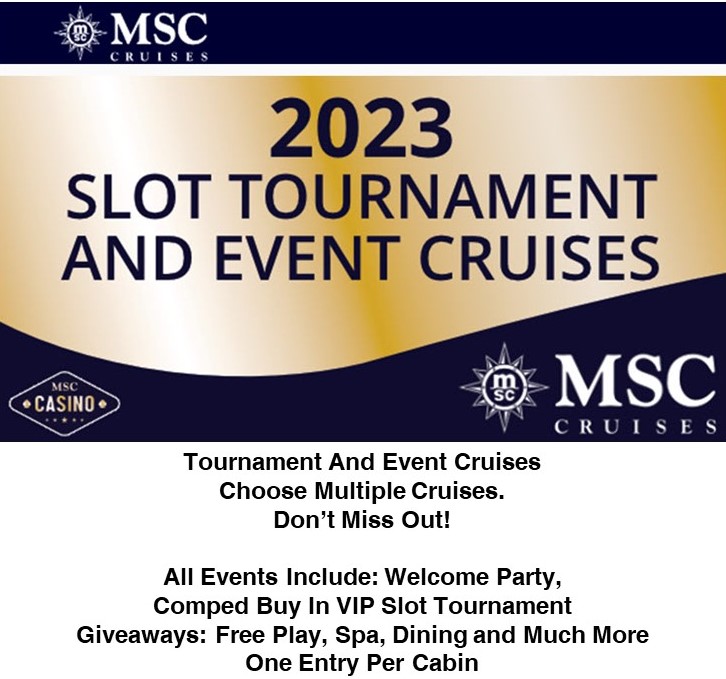 MSC
CRUISES
2023
SLOT TOURNAMENT
AND EVENT CRUISES
MSC
CASINO
msc
MSC
CRUISES
Tournament And Event Cruises
Choose Multiple Cruises.
Don’t Miss Out!
All Events Include: Welcome Party,
Comped Buy In VIP Slot Tournament
Giveaways: Free Play, Spa, Dining and Much More
One Entry Per Cabin